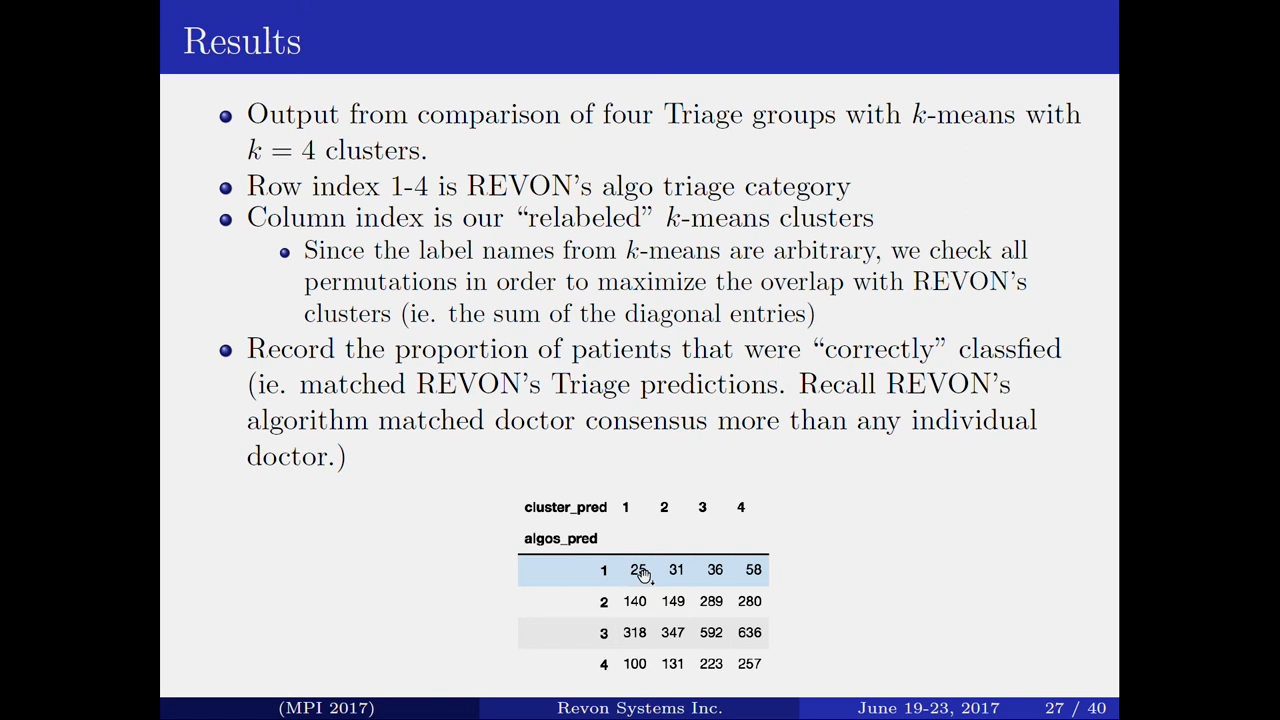 Results
Output from comparison of four Triage groups with k-means with
k = 4 clusters.
Row index 1-4 is REVON's algo triage category
Column index is our “relabeled” k-means clusters
Since the label names from k-means are arbitrary, we check all
permutations in order to maximize the overlap with REVON's
clusters (ie. the sum of the diagonal entries)
Record the proportion of patients that were “correctly” classfied
(ie. matched REVON's Triage predictions. Recall REVON's
algorithm matched doctor consensus more than any individual
doctor.)
cluster_pred 1 2 3 4
algos_pred
1 25 31 36 58
2 140 149 289 280
3 318 347 592 636
4 100 131 223 257
(MPI 2017) Revon Systems Inc. June 19-23, 2017 27 / 40